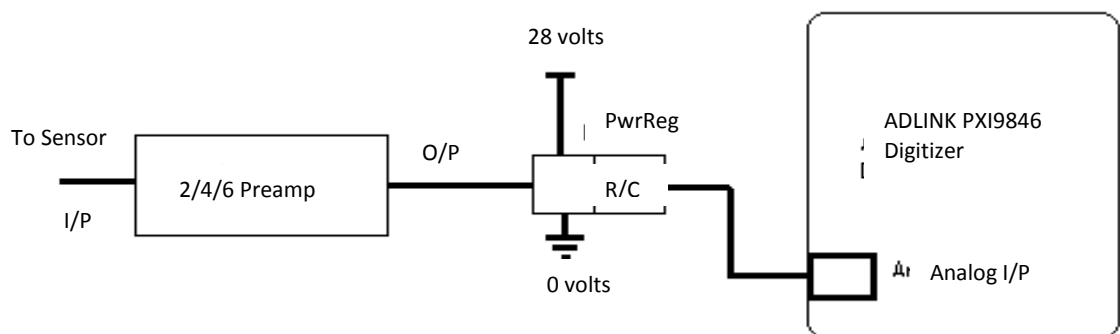 28 volts
PwrReg
To Sensor
O/P
ADLINK PXI9846
Digitizer
2/4/6 Preamp
R/C
I/P
Analog I/P
0 volts